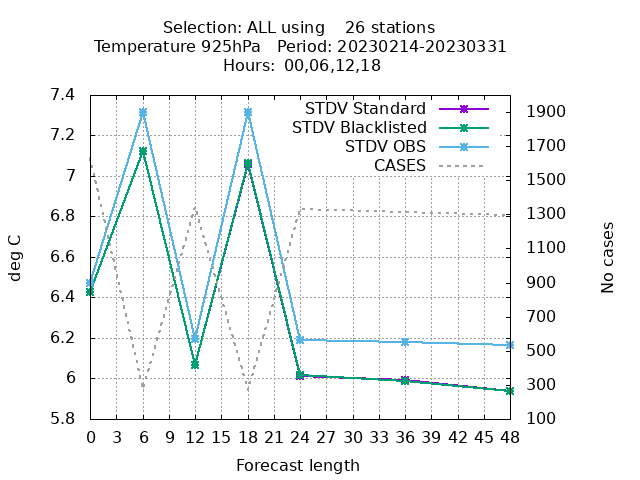 Selection: ALL using    26 stations
Temperature 925hPa   Period: 20230214-20230331
Hours:  00,06,12,18
STDV Standard
STDV Blacklisted
STDV OBS
CASES
7.4
7.2
7
6.8
6.6
6.4
6.2
6
5.8
deg C
1900
1700
1500
1300
1100
900
700
500
300
100
No cases
0 3 6 9 12 15 18 21 24 27 30 33 36 39 42 45 48
Forecast length